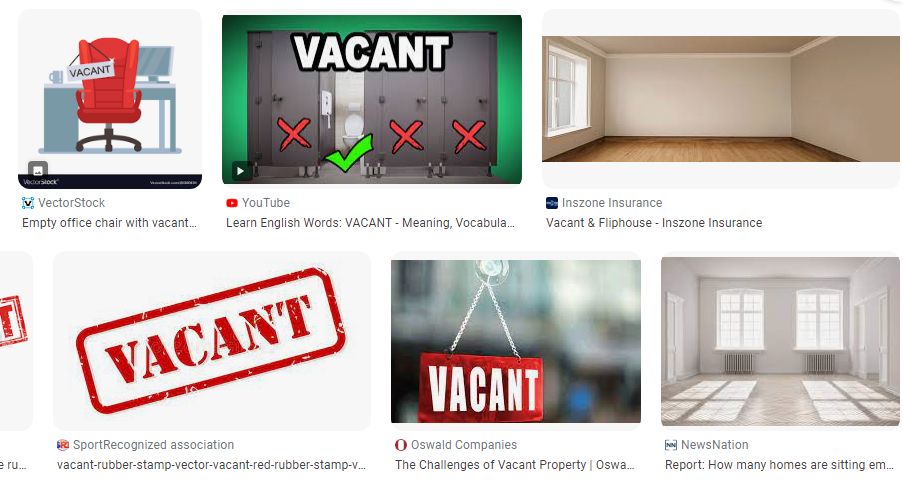 VACANT
VACANT
VectorStock
VectorStock
Empty office chair with vacant...
YouTube
Learn English Words: VACANT - Meaning, Vocabula...
Inszone Insurance
Vacant & Fliphouse - Inszone Insurance
T
VACANT
VACANT
e ru...
SportRecognized association
vacant-rubber-stamp-vector-vacant-red-rubber-stamp-v...
Oswald Companies
The Challenges of Vacant Property | Oswa...
NewsNation
Report: How many homes are sitting em...